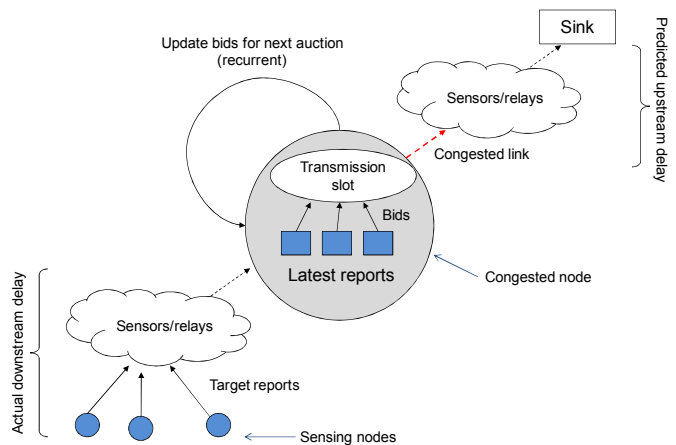 Sink
Update bids for next auction
(recurrent)
Predicted upstream delay
Sensors/relays
Congested link
Transmission
slot
Bids
Latest reports
Congested node
Actual downstream delay
Sensors/relays
Target reports
Sensing nodes